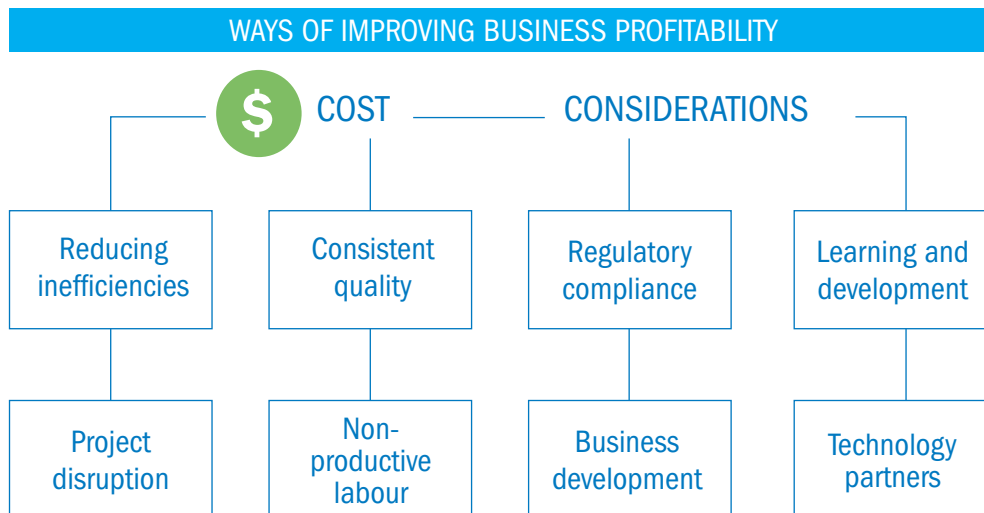 WAYS OF IMPROVING BUSINESS PROFITABILITY
$ COST CONSIDERATIONS
Reducing
inefficiencies
Consistent
quality
Regulatory
compliance
Learning and
development
Project
disruption
Non-
productive
labour
Business
development
Technology
partners